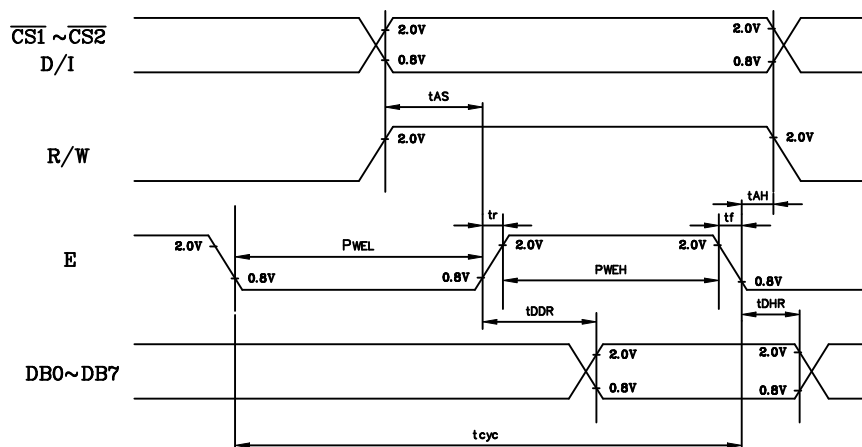 CS1 ~ CS2
D/I
2.0V
2.0V
0.8V
0.8V
tAS
R/W
2.0V
2.0V
tAH
tr
tf
E
2.0V
PWEL
2.0V
2.0V
0.8V
0.8V
PWEH
0.8V
tDDR
tDHR
DB0~DB7
2.0V
2.0V
0.8V
0.8V
tcyc